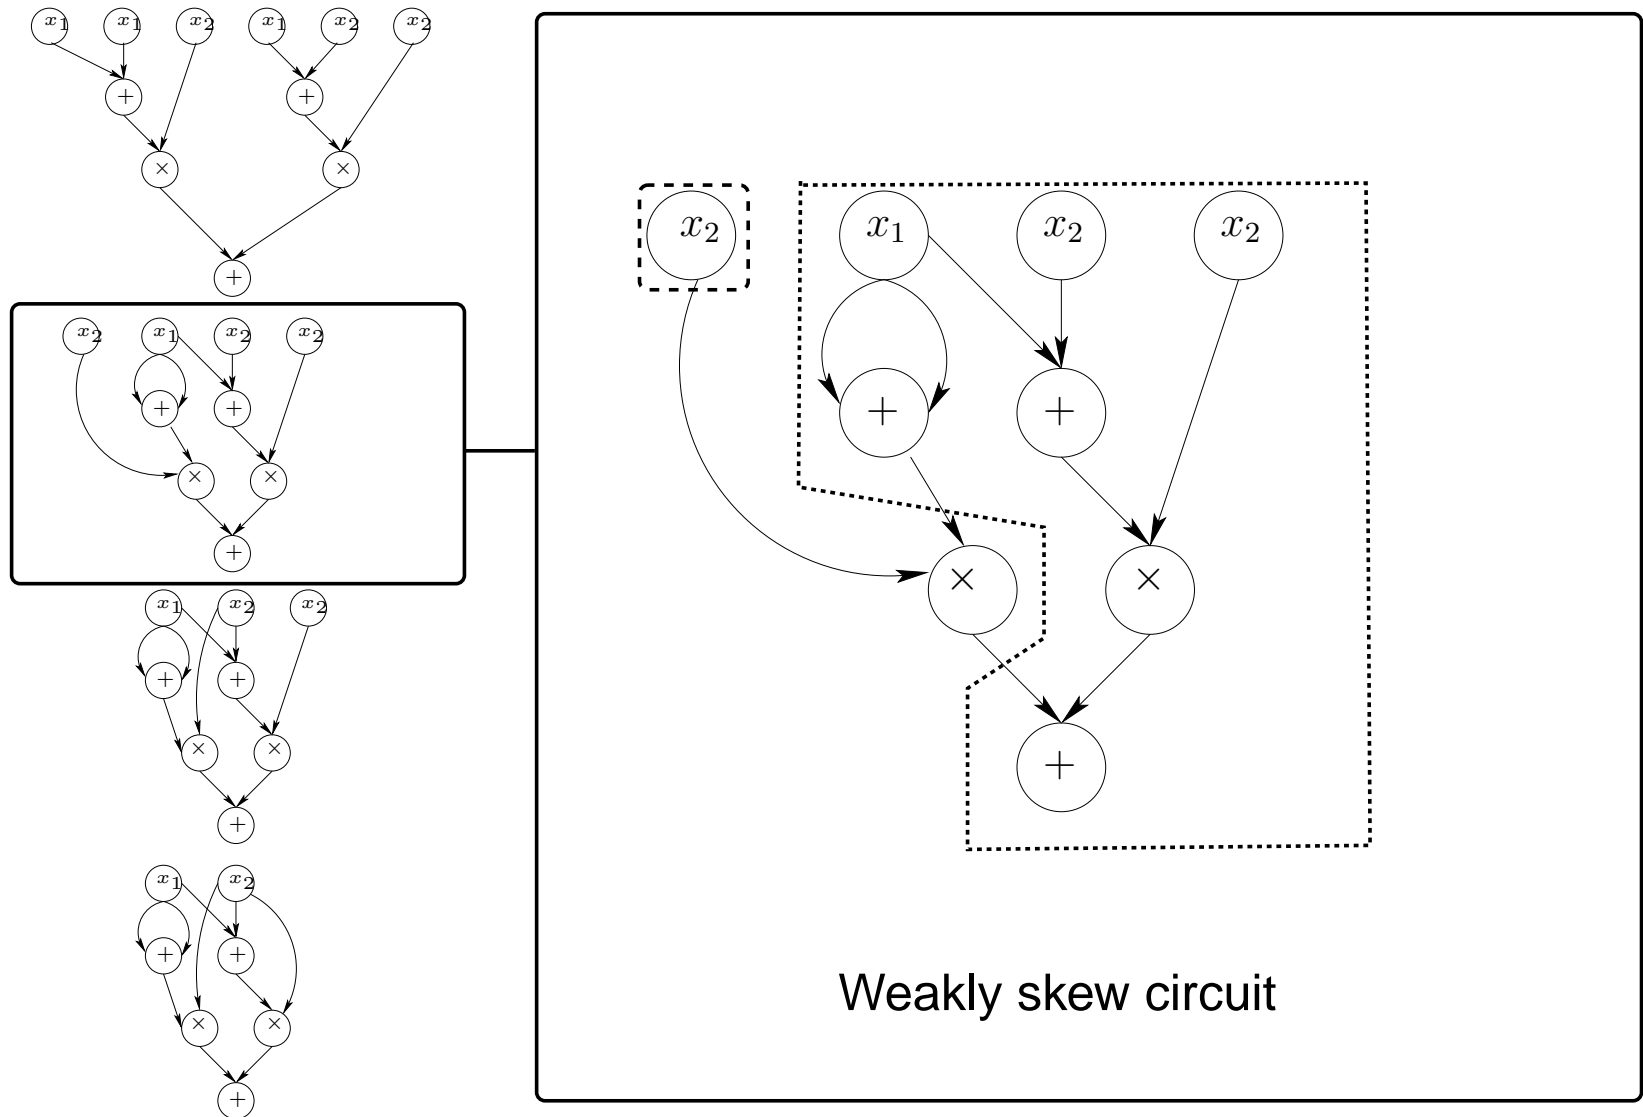 x₁ x₁ x₂ x₁ x₂ x₂
+ +
× ×
+
x₂ x₁ x₂ x₂
+ +
× ×
+
x₁ x₂ x₂
+ +
× ×
+
x₁ x₂
+ +
× ×
+
x₂ x₁ x₂ x₂
+ +
× ×
+
Weakly skew circuit